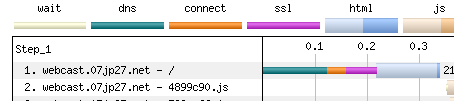 wait dns connect ssl html js
Step_1 0.1 0.2 0.3
1. webcast.07jp27.net - /
2. webcast.07jp27.net - 4899c90.js